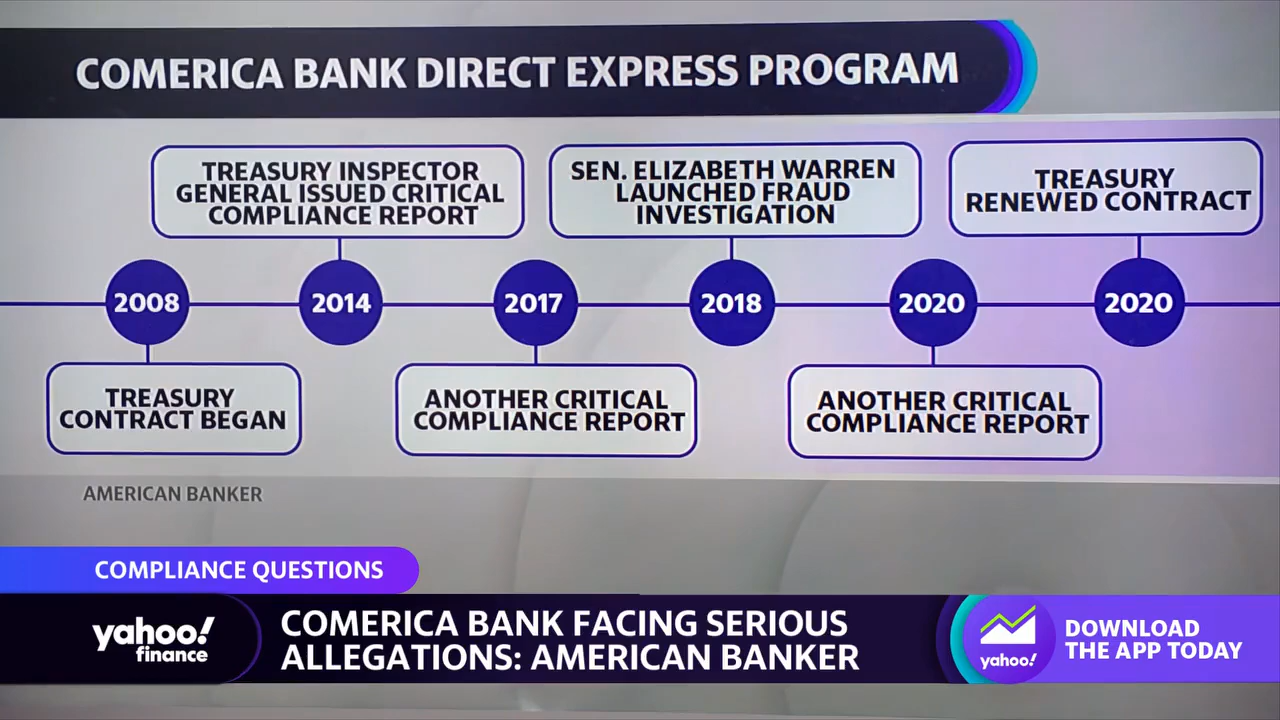 COMERICA BANK DIRECT EXPRESS PROGRAM
TREASURY INSPECTOR
GENERAL ISSUED CRITICAL
COMPLIANCE REPORT
SEN. ELIZABETH WARREN
LAUNCHED FRAUD
INVESTIGATION
TREASURY
RENEWED CONTRACT
2008
2014
2017
2018
2020
2020
TREASURY
CONTRACT BEGAN
ANOTHER CRITICAL
COMPLIANCE REPORT
ANOTHER CRITICAL
COMPLIANCE REPORT
AMERICAN BANKER
COMPLIANCE QUESTIONS
yahoo!
finance
COMERICA BANK FACING SERIOUS
ALLEGATIONS: AMERICAN BANKER
yahoo!
DOWNLOAD
THE APP TODAY